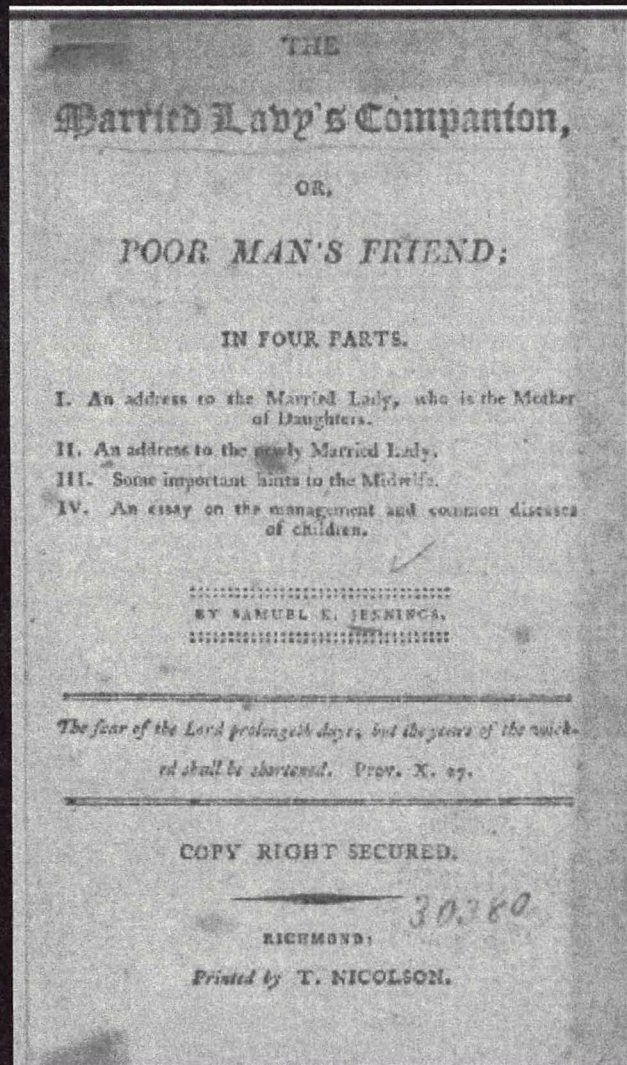 THE
Married Lady's Companion,
OR,
POOR MAN'S FRIEND;
IN FOUR PARTS.
I. An address to the Married Lady, who is the Mother
of Daughters.
II. An address to the newly Married Lady.
III. Some important hints to the Midwife.
IV. An essay on the management and common diseases
of children.
BY SAMUEL K. JENNINGS.
The fear of the Lord prolongeth days, but the years of the wick-
ed shall be shortened. Prov. X. 27.
COPY RIGHT SECURED.
30380
RICHMOND:
Printed by T. NICOLSON.